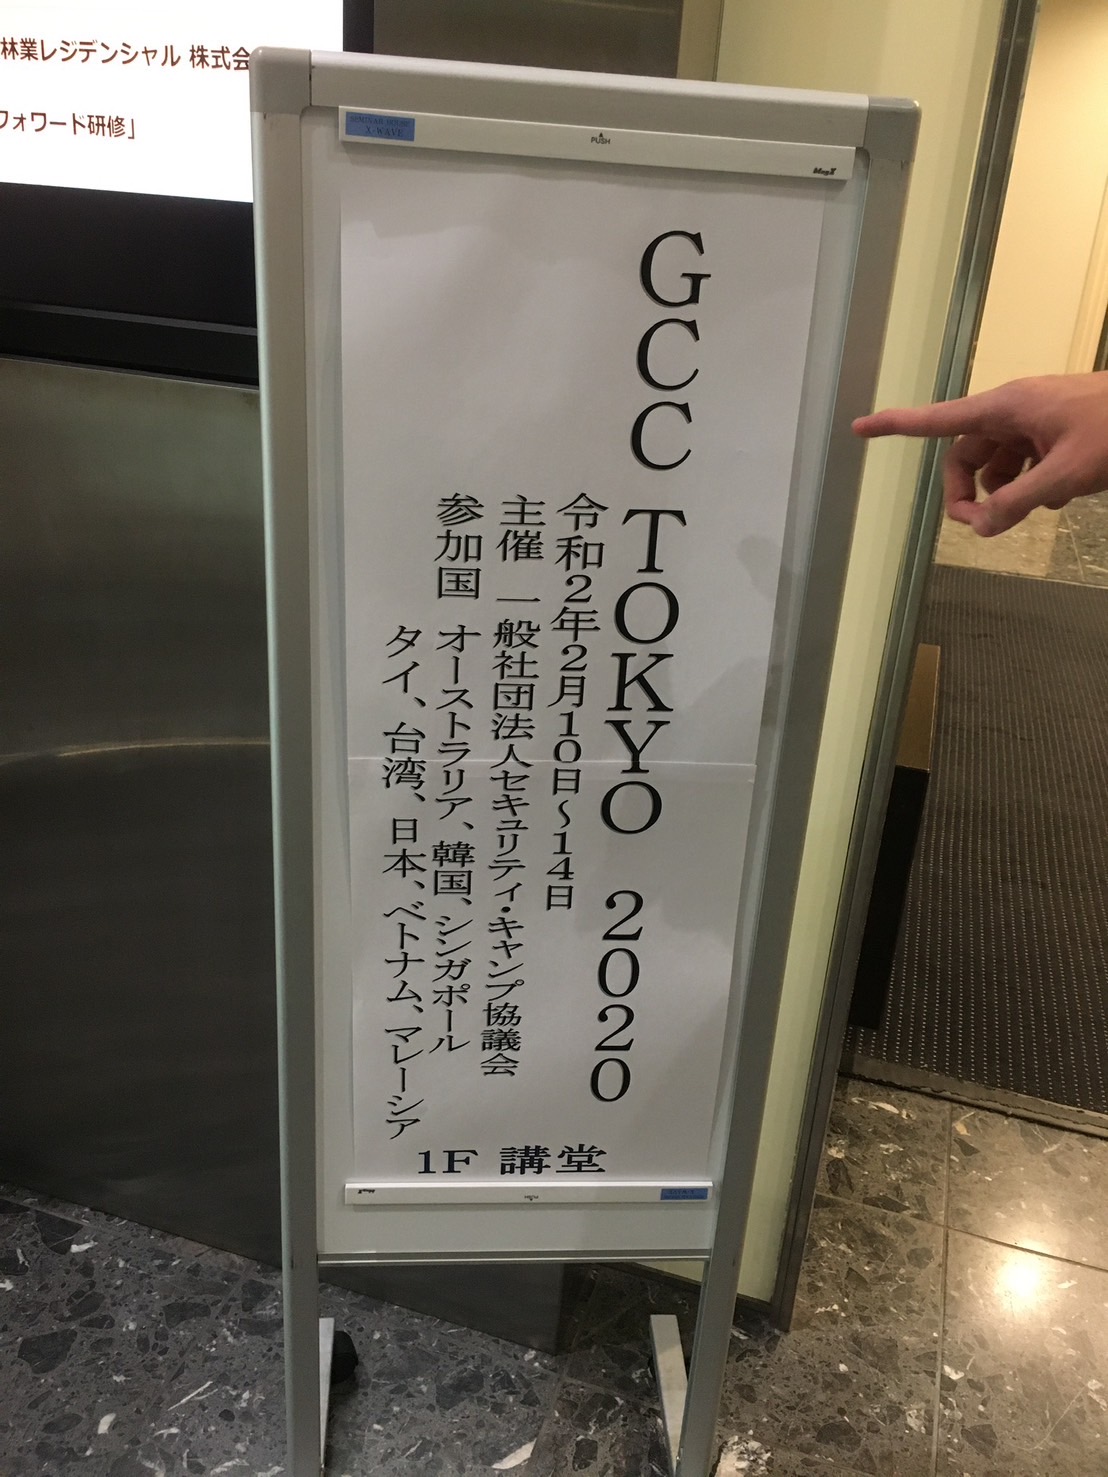 林業レジデンシャル 株式会
フォワード研修」
SEMINAR HOUSE
X-WAVE
PUSH
MagX
GCC TOKYO 2020
令和2年2月10日～14日
主催 一般社団法人セキュリティ・キャンプ協議会
参加国 オーストラリア、韓国、シンガポール
タイ、台湾、日本、ベトナム、マレーシア
1F 講堂